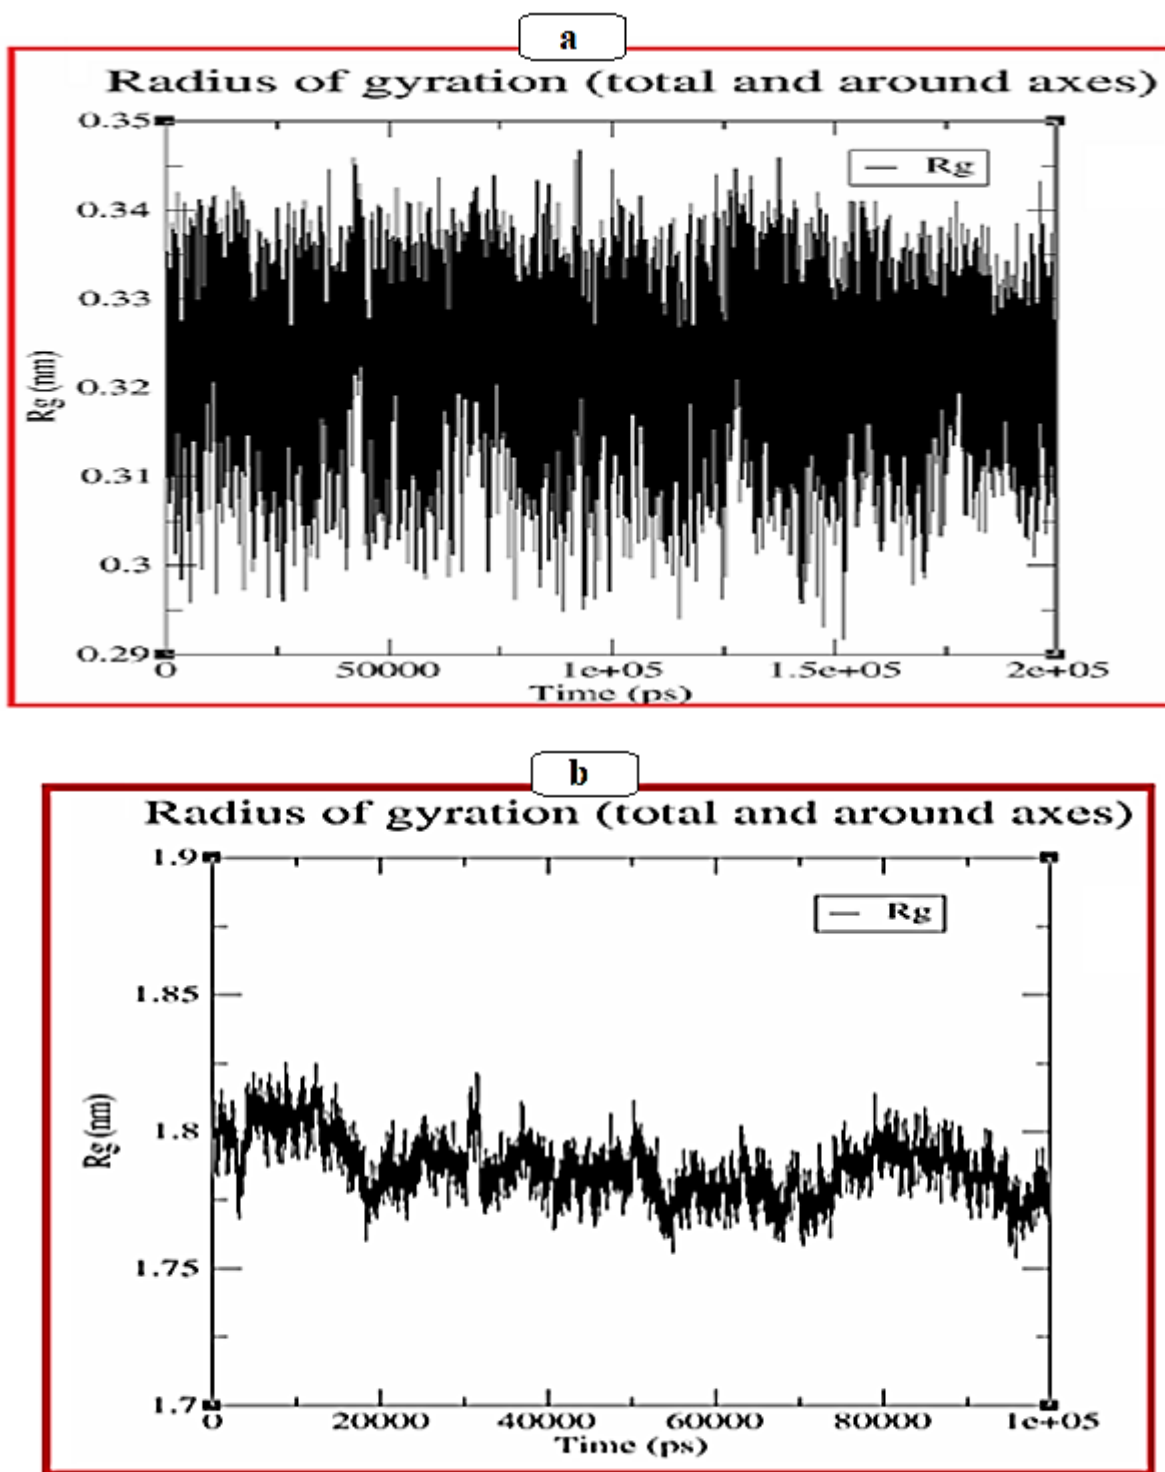 a
Radius of gyration (total and around axes)
0.35
Rg
0.34
0.33
Rg (nm)
0.32
0.31
0.3
0.29
0 50000 1e+05 1.5e+05 2e+05
Time (ps)
b
Radius of gyration (total and around axes)
1.9
Rg
1.85
Rg (nm)
1.8
1.75
1.7
0 20000 40000 60000 80000 1e+05
Time (ps)